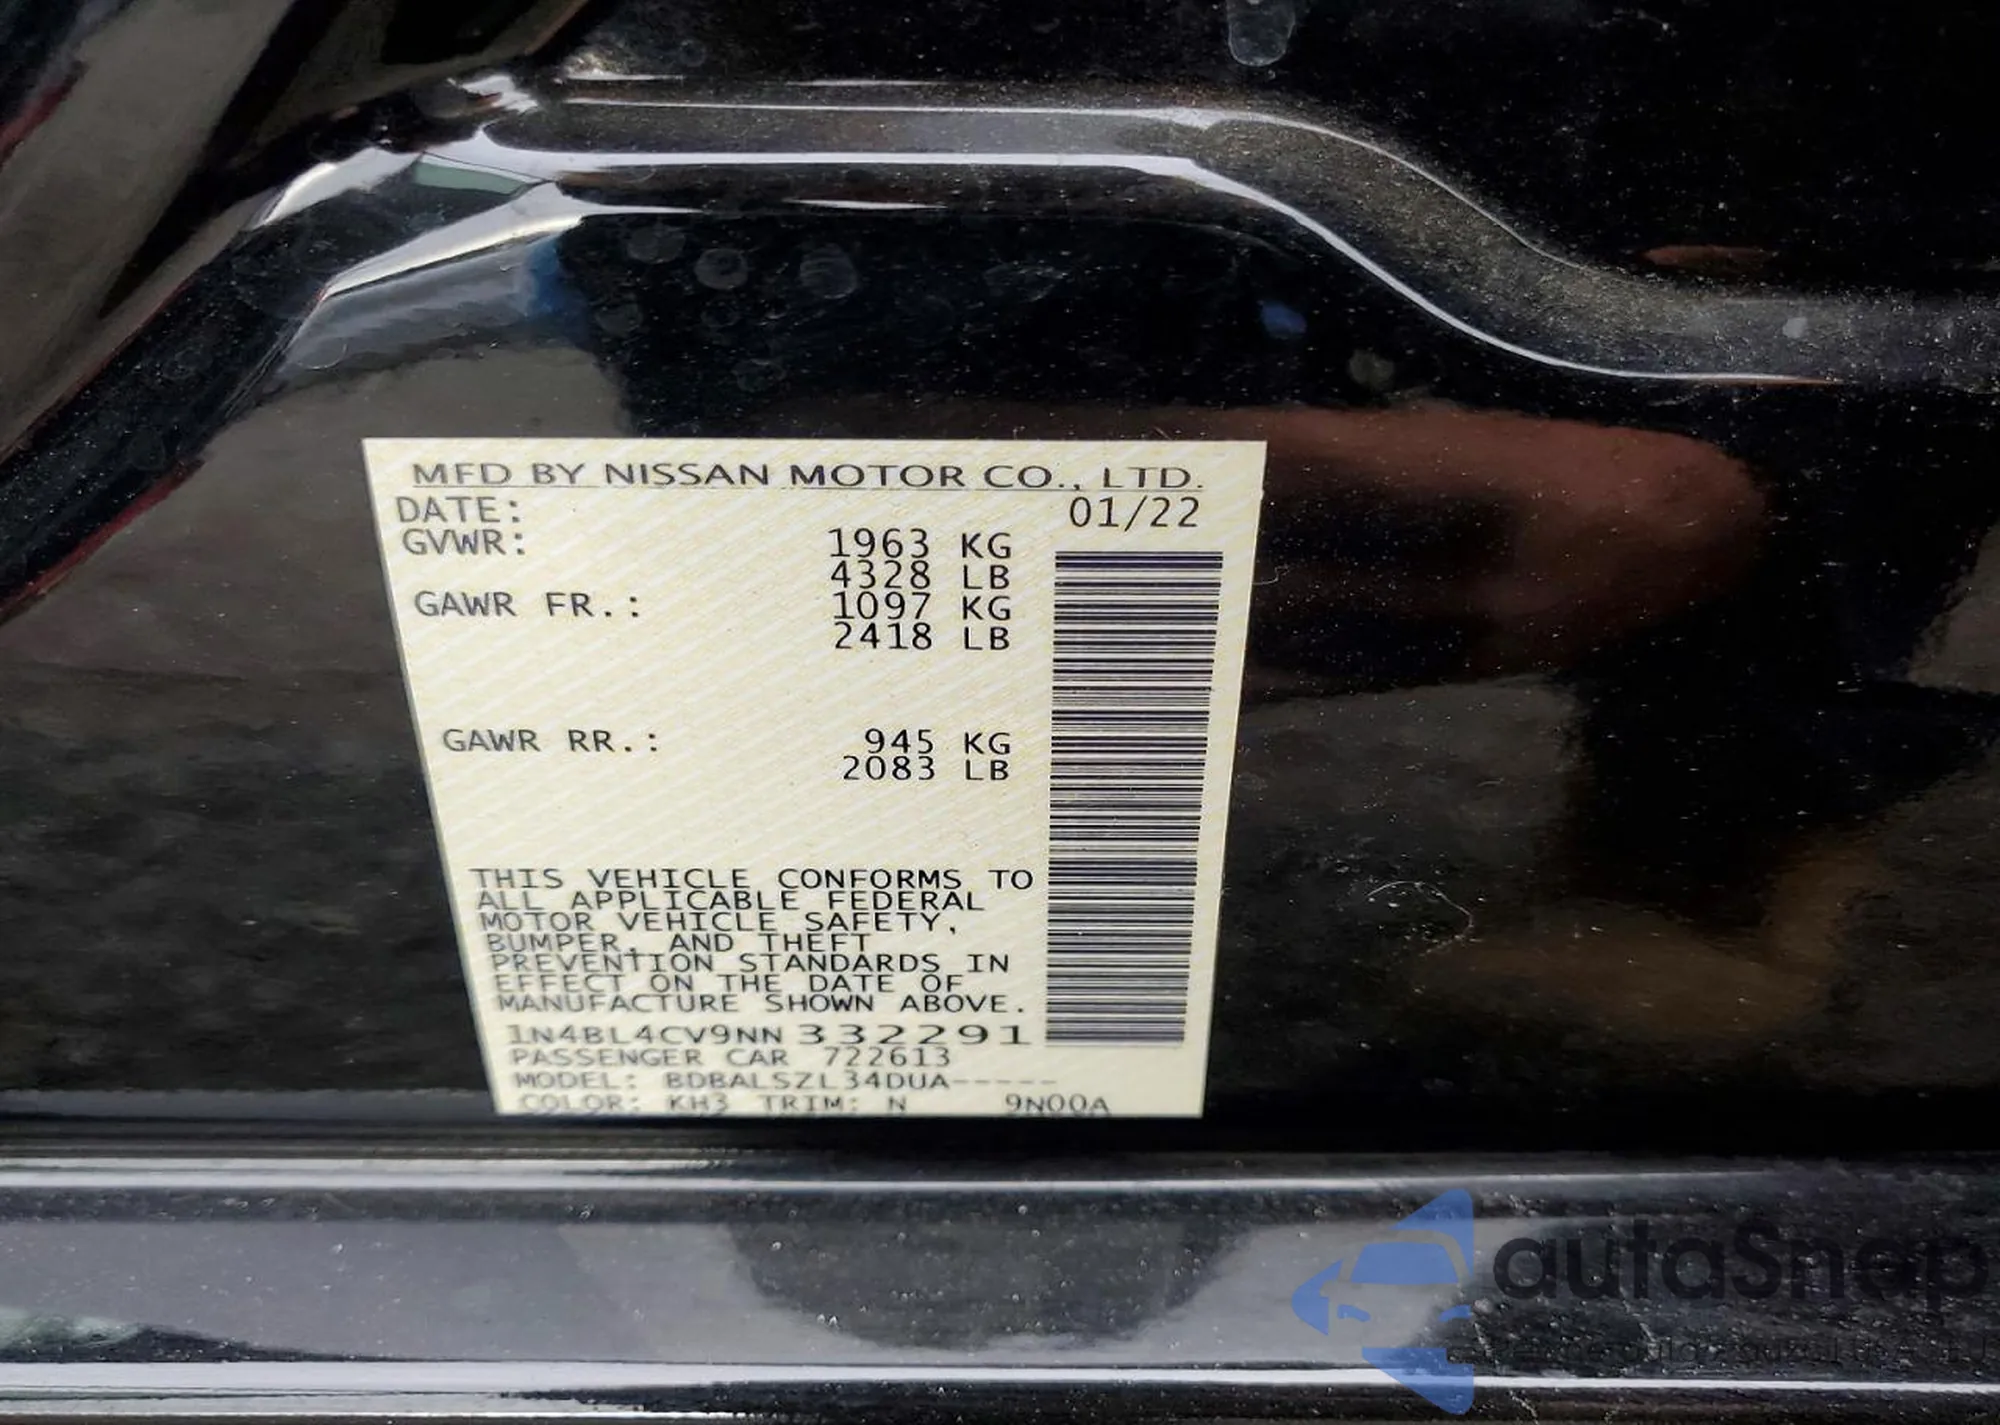 MFD BY NISSAN MOTOR CO., LTD.
DATE: 01/22
GVWR: 1963 KG
4328 LB
GAWR FR.: 1097 KG
2418 LB
GAWR RR.: 945 KG
2083 LB
THIS VEHICLE CONFORMS TO
ALL APPLICABLE FEDERAL
MOTOR VEHICLE SAFETY,
BUMPER, AND THEFT
PREVENTION STANDARDS IN
EFFECT ON THE DATE OF
MANUFACTURE SHOWN ABOVE.
1N4BL4CV9NN332291
PASSENGER CAR 722613
MODEL: BDBALSZL34DUA-----
COLOR: KH3 TRIM: N 9N00A
autaSnap